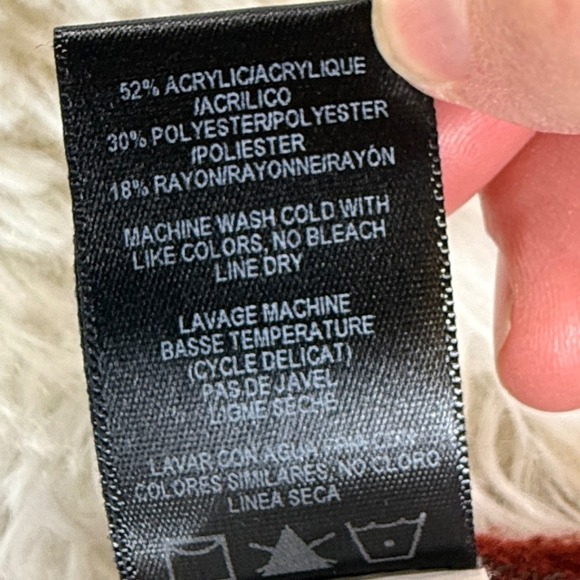 52% ACRYLIC/ACRYLIQUE
/ACRILICO
30% POLYESTER/POLYESTER
/POLIESTER
18% RAYON/RAYONNE/RAYÓN
MACHINE WASH COLD WITH
LIKE COLORS, NO BLEACH
LINE DRY
LAVAGE MACHINE
BASSE TEMPERATURE
(CYCLE DELICAT)
PAS DE JAVEL
LIGNE SECHE
LAVAR CON AGUA
COLORES SIMILARES, NO CLORO
LINEA SECA